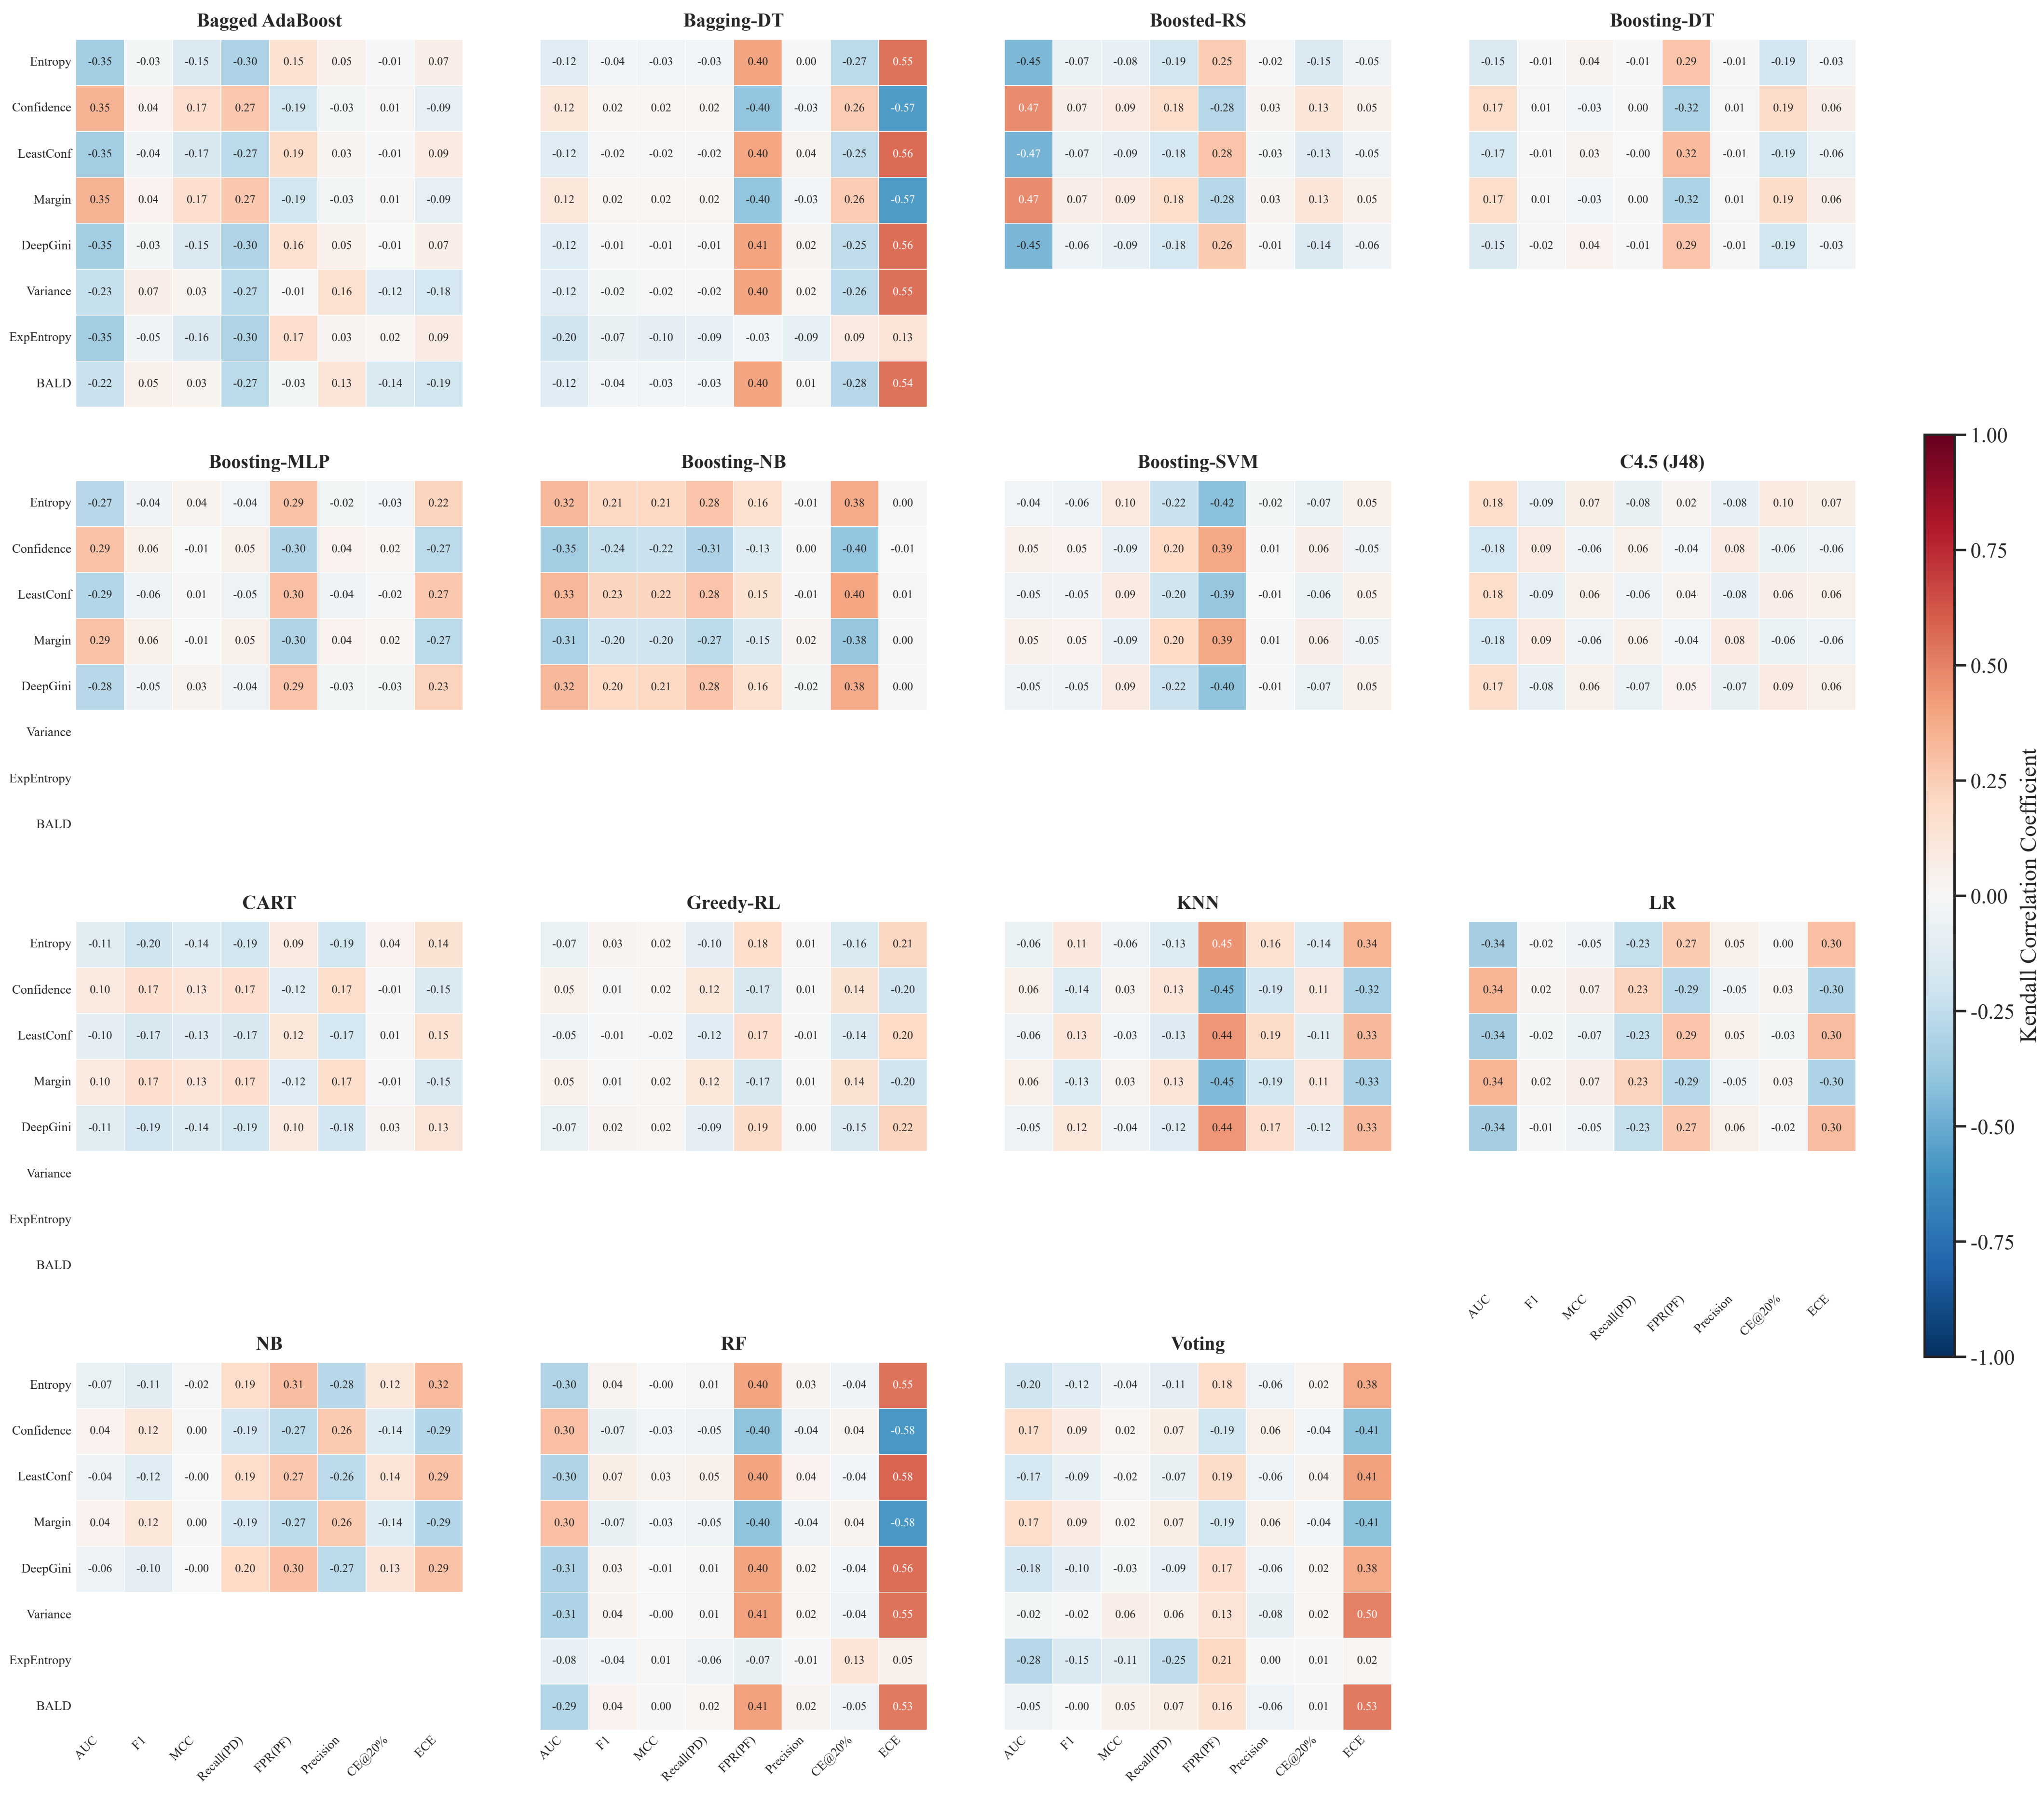 Bagged AdaBoost Bagging-DT Boosted-RS Boosting-DT
Entropy -0.35 -0.03 -0.15 -0.30 0.15 0.05 -0.01 0.07 -0.12 -0.04 -0.03 -0.03 0.40 0.00 -0.27 0.55 -0.45 -0.07 -0.08 -0.19 0.25 -0.02 -0.15 -0.05 -0.15 -0.01 0.04 -0.01 0.29 -0.01 -0.19 -0.03
Confidence 0.35 0.04 0.17 0.27 -0.19 -0.03 0.01 -0.09 0.12 0.02 0.02 0.02 -0.40 -0.03 0.26 -0.57 0.47 0.07 0.09 0.18 -0.28 0.03 0.13 0.05 0.17 0.01 -0.03 0.00 -0.32 0.01 0.19 0.06
LeastConf -0.35 -0.04 -0.17 -0.27 0.19 0.03 -0.01 0.09 -0.12 -0.02 -0.02 -0.02 0.40 0.04 -0.25 0.56 -0.47 -0.07 -0.09 -0.18 0.28 -0.03 -0.13 -0.05 -0.17 -0.01 0.03 -0.00 0.32 -0.01 -0.19 -0.06
Margin 0.35 0.04 0.17 0.27 -0.19 -0.03 0.01 -0.09 0.12 0.02 0.02 0.02 -0.40 -0.03 0.26 -0.57 0.47 0.07 0.09 0.18 -0.28 0.03 0.13 0.05 0.17 0.01 -0.03 0.00 -0.32 0.01 0.19 0.06
DeepGini -0.35 -0.03 -0.15 -0.30 0.16 0.05 -0.01 0.07 -0.12 -0.01 -0.01 -0.01 0.41 0.02 -0.25 0.56 -0.45 -0.06 -0.09 -0.18 0.26 -0.01 -0.14 -0.06 -0.15 -0.02 0.04 -0.01 0.29 -0.01 -0.19 -0.03
Variance -0.23 0.07 0.03 -0.27 -0.01 0.16 -0.12 -0.18 -0.12 -0.02 -0.02 -0.02 0.40 0.02 -0.26 0.55
ExpEntropy -0.35 -0.05 -0.16 -0.30 0.17 0.03 0.02 0.09 -0.20 -0.07 -0.10 -0.09 -0.03 -0.09 0.09 0.13
BALD -0.22 0.05 0.03 -0.27 -0.03 0.13 -0.14 -0.19 -0.12 -0.04 -0.03 -0.03 0.40 0.01 -0.28 0.54
Boosting-MLP Boosting-NB Boosting-SVM C4.5 (J48)
Entropy -0.27 -0.04 0.04 -0.04 0.29 -0.02 -0.03 0.22 0.32 0.21 0.21 0.28 0.16 -0.01 0.38 0.00 -0.04 -0.06 0.10 -0.22 -0.42 -0.02 -0.07 0.05 0.18 -0.09 0.07 -0.08 0.02 -0.08 0.10 0.07
Confidence 0.29 0.06 -0.01 0.05 -0.30 0.04 0.02 -0.27 -0.35 -0.24 -0.22 -0.31 -0.13 0.00 -0.40 -0.01 0.05 0.05 -0.09 0.20 0.39 0.01 0.06 -0.05 -0.18 0.09 -0.06 0.06 -0.04 0.08 -0.06 -0.06
LeastConf -0.29 -0.06 0.01 -0.05 0.30 -0.04 -0.02 0.27 0.33 0.23 0.22 0.28 0.15 -0.01 0.40 0.01 -0.05 -0.05 0.09 -0.20 -0.39 -0.01 -0.06 0.05 0.18 -0.09 0.06 -0.06 0.04 -0.08 0.06 0.06
Margin 0.29 0.06 -0.01 0.05 -0.30 0.04 0.02 -0.27 -0.31 -0.20 -0.20 -0.27 -0.15 0.02 -0.38 0.00 0.05 0.05 -0.09 0.20 0.39 0.01 0.06 -0.05 -0.18 0.09 -0.06 0.06 -0.04 0.08 -0.06 -0.06
DeepGini -0.28 -0.05 0.03 -0.04 0.29 -0.03 -0.03 0.23 0.32 0.20 0.21 0.28 0.16 -0.02 0.38 0.00 -0.05 -0.05 0.09 -0.22 -0.40 -0.01 -0.07 0.05 0.17 -0.08 0.06 -0.07 0.05 -0.07 0.09 0.06
Variance
ExpEntropy
BALD
CART Greedy-RL KNN LR
Entropy -0.11 -0.20 -0.14 -0.19 0.09 -0.19 0.04 0.14 -0.07 0.03 0.02 -0.10 0.18 0.01 -0.16 0.21 -0.06 0.11 -0.06 -0.13 0.45 0.16 -0.14 0.34 -0.34 -0.02 -0.05 -0.23 0.27 0.05 0.00 0.30
Confidence 0.10 0.17 0.13 0.17 -0.12 0.17 -0.01 -0.15 0.05 0.01 0.02 0.12 -0.17 0.01 0.14 -0.20 0.06 -0.14 0.03 0.13 -0.45 -0.19 0.11 -0.32 0.34 0.02 0.07 0.23 -0.29 -0.05 0.03 -0.30
LeastConf -0.10 -0.17 -0.13 -0.17 0.12 -0.17 0.01 0.15 -0.05 -0.01 -0.02 -0.12 0.17 -0.01 -0.14 0.20 -0.06 0.13 -0.03 -0.13 0.44 0.19 -0.11 0.33 -0.34 -0.02 -0.07 -0.23 0.29 0.05 -0.03 0.30
Margin 0.10 0.17 0.13 0.17 -0.12 0.17 -0.01 -0.15 0.05 0.01 0.02 0.12 -0.17 0.01 0.14 -0.20 0.06 -0.13 0.03 0.13 -0.45 -0.19 0.11 -0.33 0.34 0.02 0.07 0.23 -0.29 -0.05 0.03 -0.30
DeepGini -0.11 -0.19 -0.14 -0.19 0.10 -0.18 0.03 0.13 -0.07 0.02 0.02 -0.09 0.19 0.00 -0.15 0.22 -0.05 0.12 -0.04 -0.12 0.44 0.17 -0.12 0.33 -0.34 -0.01 -0.05 -0.23 0.27 0.06 -0.02 0.30
Variance
ExpEntropy
BALD
AUC F1 MCC Recall(PD) FPR(PF) Precision CE@20% ECE
NB RF Voting
Entropy -0.07 -0.11 -0.02 0.19 0.31 -0.28 0.12 0.32 -0.30 0.04 -0.00 0.01 0.40 0.03 -0.04 0.55 -0.20 -0.12 -0.04 -0.11 0.18 -0.06 0.02 0.38
Confidence 0.04 0.12 0.00 -0.19 -0.27 0.26 -0.14 -0.29 0.30 -0.07 -0.03 -0.05 -0.40 -0.04 0.04 -0.58 0.17 0.09 0.02 0.07 -0.19 0.06 -0.04 -0.41
LeastConf -0.04 -0.12 -0.00 0.19 0.27 -0.26 0.14 0.29 -0.30 0.07 0.03 0.05 0.40 0.04 -0.04 0.58 -0.17 -0.09 -0.02 -0.07 0.19 -0.06 0.04 0.41
Margin 0.04 0.12 0.00 -0.19 -0.27 0.26 -0.14 -0.29 0.30 -0.07 -0.03 -0.05 -0.40 -0.04 0.04 -0.58 0.17 0.09 0.02 0.07 -0.19 0.06 -0.04 -0.41
DeepGini -0.06 -0.10 -0.00 0.20 0.30 -0.27 0.13 0.29 -0.31 0.03 -0.01 0.01 0.40 0.02 -0.04 0.56 -0.18 -0.10 -0.03 -0.09 0.17 -0.06 0.02 0.38
Variance -0.31 0.04 -0.00 0.01 0.41 0.02 -0.04 0.55 -0.02 -0.02 0.06 0.06 0.13 -0.08 0.02 0.50
ExpEntropy -0.08 -0.04 0.01 -0.06 -0.07 -0.01 0.13 0.05 -0.28 -0.15 -0.11 -0.25 0.21 0.00 0.01 0.02
BALD -0.29 0.04 0.00 0.02 0.41 0.02 -0.05 0.53 -0.05 -0.00 0.05 0.07 0.16 -0.06 0.01 0.53
AUC F1 MCC Recall(PD) FPR(PF) Precision CE@20% ECE AUC F1 MCC Recall(PD) FPR(PF) Precision CE@20% ECE AUC F1 MCC Recall(PD) FPR(PF) Precision CE@20% ECE
1.00
0.75
0.50
0.25
0.00
-0.25
-0.50
-0.75
-1.00
Kendall Correlation Coefficient